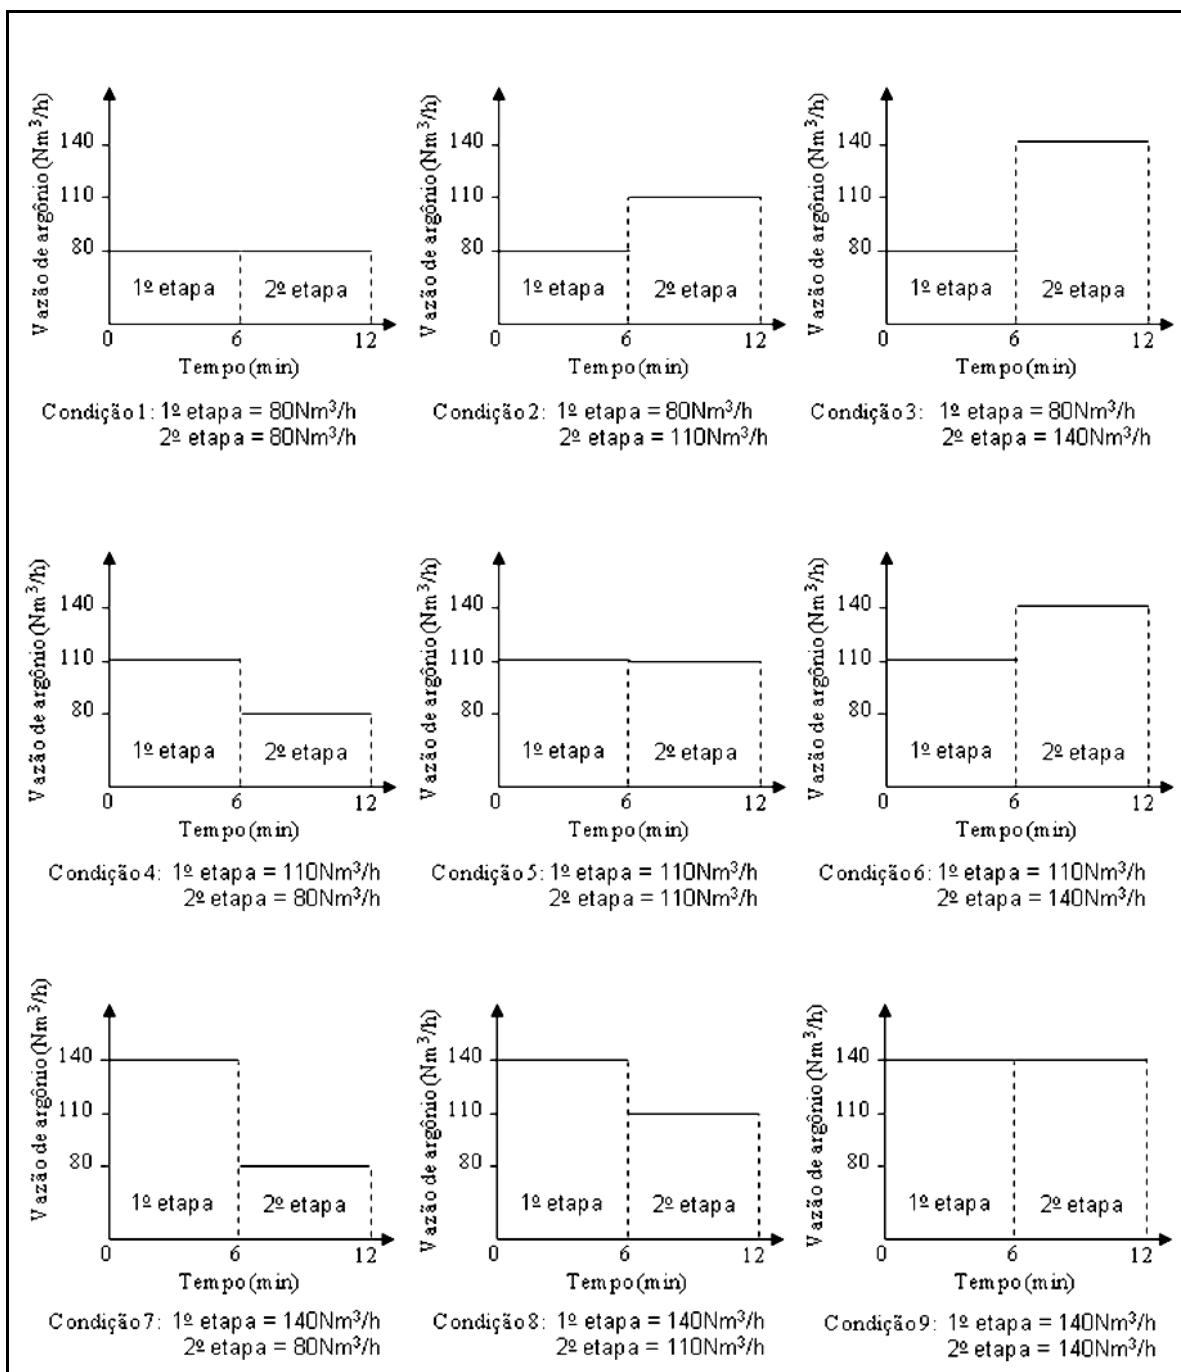 Vazão de argônio (Nm³/h)
140
110
80
1º etapa
2º etapa
0
6
12
Tempo (min)
Condição 1: 1º etapa = 80Nm³/h
2º etapa = 80Nm³/h
Vazão de argônio (Nm³/h)
140
110
80
1º etapa
2º etapa
0
6
12
Tempo (min)
Condição 2: 1º etapa = 80Nm³/h
2º etapa = 110Nm³/h
Vazão de argônio (Nm³/h)
140
110
80
1º etapa
2º etapa
0
6
12
Tempo (min)
Condição 3: 1º etapa = 80Nm³/h
2º etapa = 140Nm³/h
Vazão de argônio (Nm³/h)
140
110
80
1º etapa
2º etapa
0
6
12
Tempo (min)
Condição 4: 1º etapa = 110Nm³/h
2º etapa = 80Nm³/h
Vazão de argônio (Nm³/h)
140
110
80
1º etapa
2º etapa
0
6
12
Tempo (min)
Condição 5: 1º etapa = 110Nm³/h
2º etapa = 110Nm³/h
Vazão de argônio (Nm³/h)
140
110
80
1º etapa
2º etapa
0
6
12
Tempo (min)
Condição 6: 1º etapa = 110Nm³/h
2º etapa = 140Nm³/h
Vazão de argônio (Nm³/h)
140
110
80
1º etapa
2º etapa
0
6
12
Tempo (min)
Condição 7: 1º etapa = 140Nm³/h
2º etapa = 80Nm³/h
Vazão de argônio (Nm³/h)
140
110
80
1º etapa
2º etapa
0
6
12
Tempo (min)
Condição 8: 1º etapa = 140Nm³/h
2º etapa = 110Nm³/h
Vazão de argônio (Nm³/h)
140
110
80
1º etapa
2º etapa
0
6
12
Tempo (min)
Condição 9: 1º etapa = 140Nm³/h
2º etapa = 140Nm³/h